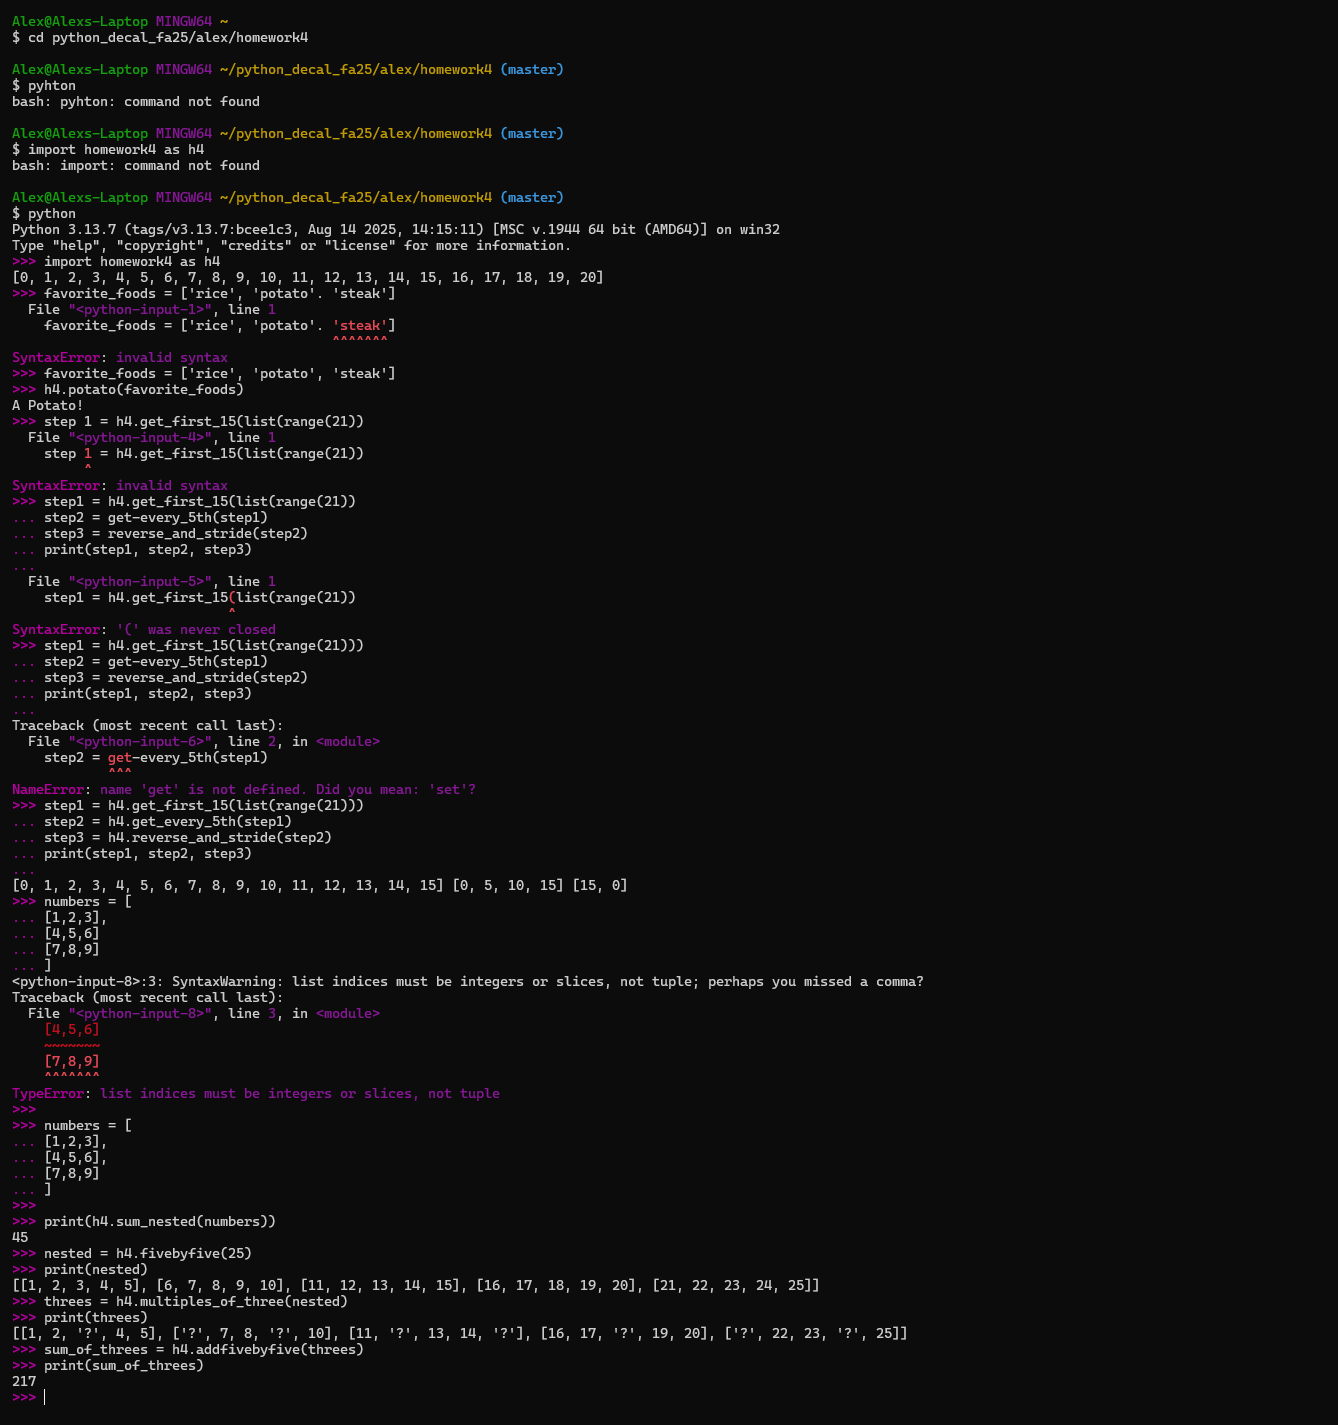 Alex@Alexs-Laptop MINGW64 ~
$ cd python_decal_fa25/alex/homework4
Alex@Alexs-Laptop MINGW64 ~/python_decal_fa25/alex/homework4 (master)
$ pyhton
bash: pyhton: command not found
Alex@Alexs-Laptop MINGW64 ~/python_decal_fa25/alex/homework4 (master)
$ import homework4 as h4
bash: import: command not found
Alex@Alexs-Laptop MINGW64 ~/python_decal_fa25/alex/homework4 (master)
$ python
Python 3.13.7 (tags/v3.13.7:bcee1c3, Aug 14 2025, 14:15:11) [MSC v.1944 64 bit (AMD64)] on win32
Type "help", "copyright", "credits" or "license" for more information.
>>> import homework4 as h4
[0, 1, 2, 3, 4, 5, 6, 7, 8, 9, 10, 11, 12, 13, 14, 15, 16, 17, 18, 19, 20]
>>> favorite_foods = ['rice', 'potato'. 'steak']
  File "<python-input-1>", line 1
    favorite_foods = ['rice', 'potato'. 'steak']
                                        ^^^^^^^
SyntaxError: invalid syntax
>>> favorite_foods = ['rice', 'potato', 'steak']
>>> h4.potato(favorite_foods)
A Potato!
>>> step 1 = h4.get_first_15(list(range(21))
  File "<python-input-4>", line 1
    step 1 = h4.get_first_15(list(range(21))
         ^
SyntaxError: invalid syntax
>>> step1 = h4.get_first_15(list(range(21))
... step2 = get-every_5th(step1)
... step3 = reverse_and_stride(step2)
... print(step1, step2, step3)
...
  File "<python-input-5>", line 1
    step1 = h4.get_first_15(list(range(21))
                           ^
SyntaxError: '(' was never closed
>>> step1 = h4.get_first_15(list(range(21)))
... step2 = get-every_5th(step1)
... step3 = reverse_and_stride(step2)
... print(step1, step2, step3)
...
Traceback (most recent call last):
  File "<python-input-6>", line 2, in <module>
    step2 = get-every_5th(step1)
            ^^^
NameError: name 'get' is not defined. Did you mean: 'set'?
>>> step1 = h4.get_first_15(list(range(21)))
... step2 = h4.get_every_5th(step1)
... step3 = h4.reverse_and_stride(step2)
... print(step1, step2, step3)
...
[0, 1, 2, 3, 4, 5, 6, 7, 8, 9, 10, 11, 12, 13, 14, 15] [0, 5, 10, 15] [15, 0]
>>> numbers = [
... [1,2,3],
... [4,5,6]
... [7,8,9]
... ]
<python-input-8>:3: SyntaxWarning: list indices must be integers or slices, not tuple; perhaps you missed a comma?
Traceback (most recent call last):
  File "<python-input-8>", line 3, in <module>
    [4,5,6]
    ~~~~~~~
    [7,8,9]
    ^^^^^^^
TypeError: list indices must be integers or slices, not tuple
>>>
>>> numbers = [
... [1,2,3],
... [4,5,6],
... [7,8,9]
... ]
>>>
>>> print(h4.sum_nested(numbers))
45
>>> nested = h4.fivebyfive(25)
>>> print(nested)
[[1, 2, 3, 4, 5], [6, 7, 8, 9, 10], [11, 12, 13, 14, 15], [16, 17, 18, 19, 20], [21, 22, 23, 24, 25]]
>>> threes = h4.multiples_of_three(nested)
>>> print(threes)
[[1, 2, '?', 4, 5], ['?', 7, 8, '?', 10], [11, '?', 13, 14, '?'], [16, 17, '?', 19, 20], ['?', 22, 23, '?', 25]]
>>> sum_of_threes = h4.addfivebyfive(threes)
>>> print(sum_of_threes)
217
>>>